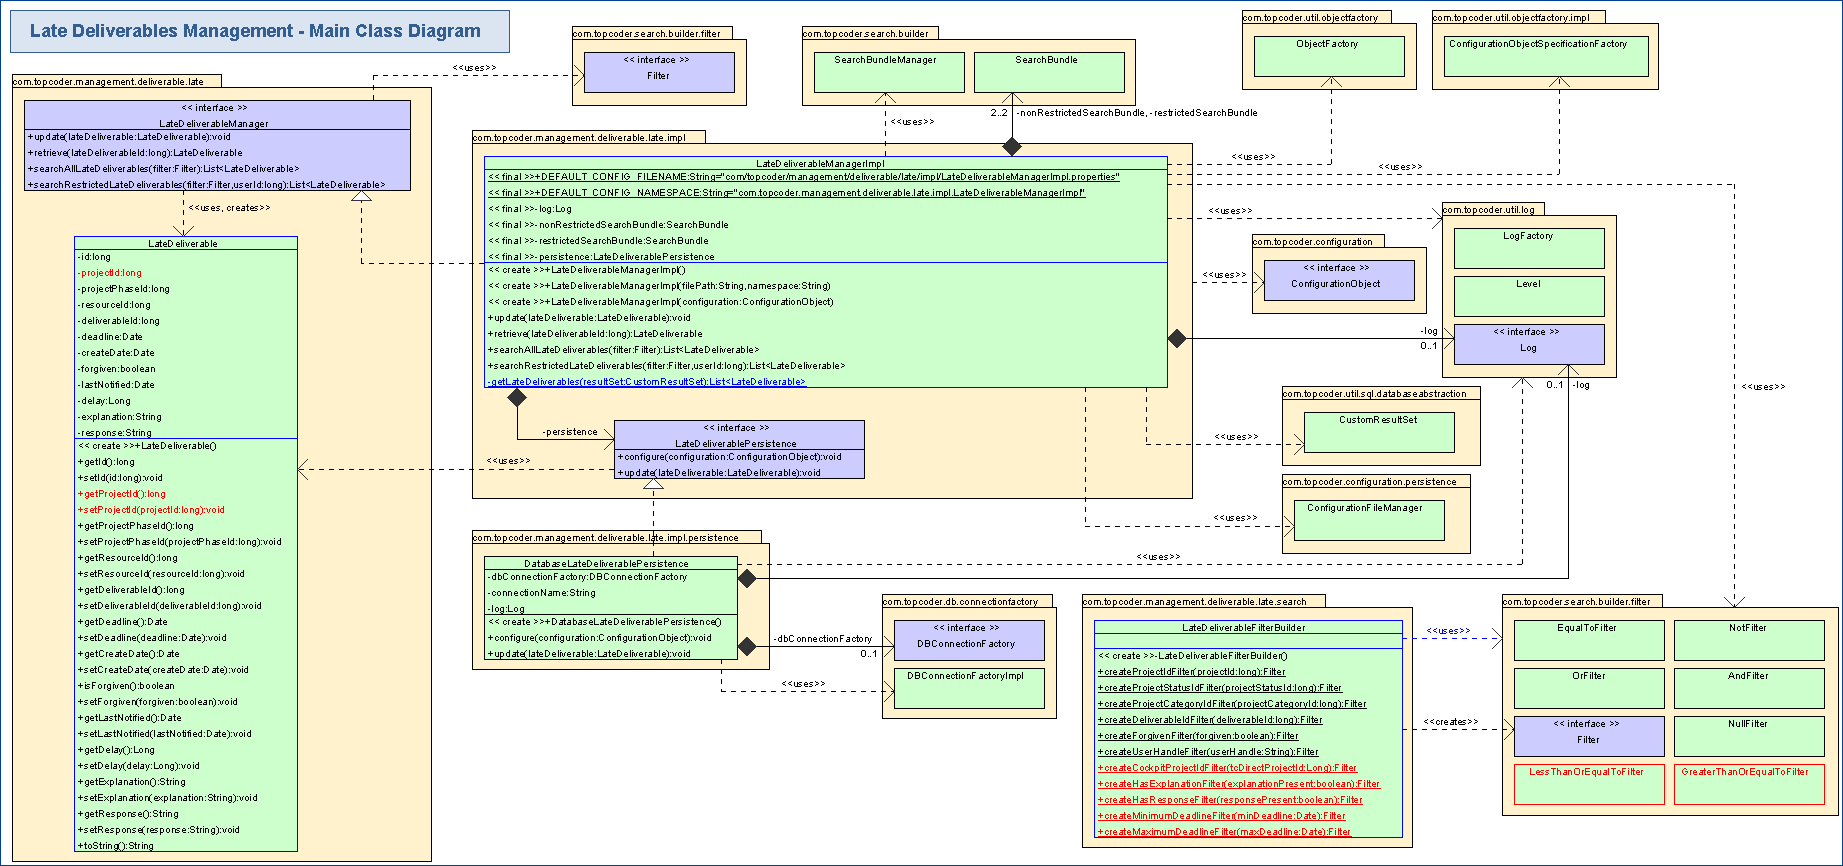 Late Deliverables Management - Main Class Diagram
com.topcoder.management.deliverable.late
<< interface >>
LateDeliverableManager
+update(lateDeliverable:LateDeliverable):void
+retrieve(lateDeliverableId:long):LateDeliverable
+searchAllLateDeliverables(filter:Filter):List<LateDeliverable>
+searchRestrictedLateDeliverables(filter:Filter,userId:long):List<LateDeliverable>
<<uses, creates>>
LateDeliverable
-id:long
-projectId:long
-projectPhaseId:long
-resourceId:long
-deliverableId:long
-deadline:Date
-createDate:Date
-forgiven:boolean
-lastNotified:Date
-delay:Long
-explanation:String
-response:String
<< create >>+LateDeliverable()
+getId():long
+setId(id:long):void
+getProjectId():long
+setProjectId(projectId:long):void
+getProjectPhaseId():long
+setProjectPhaseId(projectPhaseId:long):void
+getResourceId():long
+setResourceId(resourceId:long):void
+getDeliverableId():long
+setDeliverableId(deliverableId:long):void
+getDeadline():Date
+setDeadline(deadline:Date):void
+getCreateDate():Date
+setCreateDate(createDate:Date):void
+isForgiven():boolean
+setForgiven(forgiven:boolean):void
+getLastNotified():Date
+setLastNotified(lastNotified:Date):void
+getDelay():Long
+setDelay(delay:Long):void
+getExplanation():String
+setExplanation(explanation:String):void
+getResponse():String
+setResponse(response:String):void
+toString():String
<<uses>>
com.topcoder.search.builder.filter
<< interface >>
Filter
com.topcoder.search.builder
SearchBundleManager
SearchBundle
<<uses>>
2..2
-nonRestrictedSearchBundle, -restrictedSearchBundle
com.topcoder.util.objectfactory
ObjectFactory
com.topcoder.util.objectfactory.impl
ConfigurationObjectSpecificationFactory
com.topcoder.management.deliverable.late.impl
LateDeliverableManagerImpl
<< final >>+DEFAULT_CONFIG_FILENAME:String="com/topcoder/management/deliverable/late/impl/LateDeliverableManagerImpl.properties"
<< final >>+DEFAULT_CONFIG_NAMESPACE:String="com.topcoder.management.deliverable.late.impl.LateDeliverableManagerImpl"
<< final >>-log:Log
<< final >>-nonRestrictedSearchBundle:SearchBundle
<< final >>-restrictedSearchBundle:SearchBundle
<< final >>-persistence:LateDeliverablePersistence
<< create >>+LateDeliverableManagerImpl()
<< create >>+LateDeliverableManagerImpl(filePath:String,namespace:String)
<< create >>+LateDeliverableManagerImpl(configuration:ConfigurationObject)
+update(lateDeliverable:LateDeliverable):void
+retrieve(lateDeliverableId:long):LateDeliverable
+searchAllLateDeliverables(filter:Filter):List<LateDeliverable>
+searchRestrictedLateDeliverables(filter:Filter,userId:long):List<LateDeliverable>
-getLateDeliverables(resultSet:CustomResultSet):List<LateDeliverable>
-persistence
<< interface >>
LateDeliverablePersistence
+configure(configuration:ConfigurationObject):void
+update(lateDeliverable:LateDeliverable):void
<<uses>>
<<uses>>
<<uses>>
<<uses>>
<<uses>>
com.topcoder.util.log
LogFactory
Level
<< interface >>
Log
-log
0..1
0..1
-log
com.topcoder.configuration
<< interface >>
ConfigurationObject
<<uses>>
<<uses>>
com.topcoder.util.sql.databaseabstraction
CustomResultSet
<<uses>>
com.topcoder.configuration.persistence
ConfigurationFileManager
<<uses>>
<<uses>>
com.topcoder.management.deliverable.late.impl.persistence
DatabaseLateDeliverablePersistence
-dbConnectionFactory:DBConnectionFactory
-connectionName:String
-log:Log
<< create >>+DatabaseLateDeliverablePersistence()
+configure(configuration:ConfigurationObject):void
+update(lateDeliverable:LateDeliverable):void
-dbConnectionFactory
0..1
<<uses>>
com.topcoder.db.connectionfactory
<< interface >>
DBConnectionFactory
DBConnectionFactoryImpl
com.topcoder.management.deliverable.late.search
LateDeliverableFilterBuilder
<< create >>-LateDeliverableFilterBuilder()
+createProjectIdFilter(projectId:long):Filter
+createProjectStatusIdFilter(projectStatusId:long):Filter
+createProjectCategoryIdFilter(projectCategoryId:long):Filter
+createDeliverableIdFilter(deliverableId:long):Filter
+createForgivenFilter(forgiven:boolean):Filter
+createUserHandleFilter(userHandle:String):Filter
+createCockpitProjectIdFilter(tcDirectProjectId:Long):Filter
+createHasExplanationFilter(explanationPresent:boolean):Filter
+createHasResponseFilter(responsePresent:boolean):Filter
+createMinimumDeadlineFilter(minDeadline:Date):Filter
+createMaximumDeadlineFilter(maxDeadline:Date):Filter
<<uses>>
<<creates>>
com.topcoder.search.builder.filter
EqualToFilter
NotFilter
OrFilter
AndFilter
<< interface >>
Filter
NullFilter
LessThanOrEqualToFilter
GreaterThanOrEqualToFilter